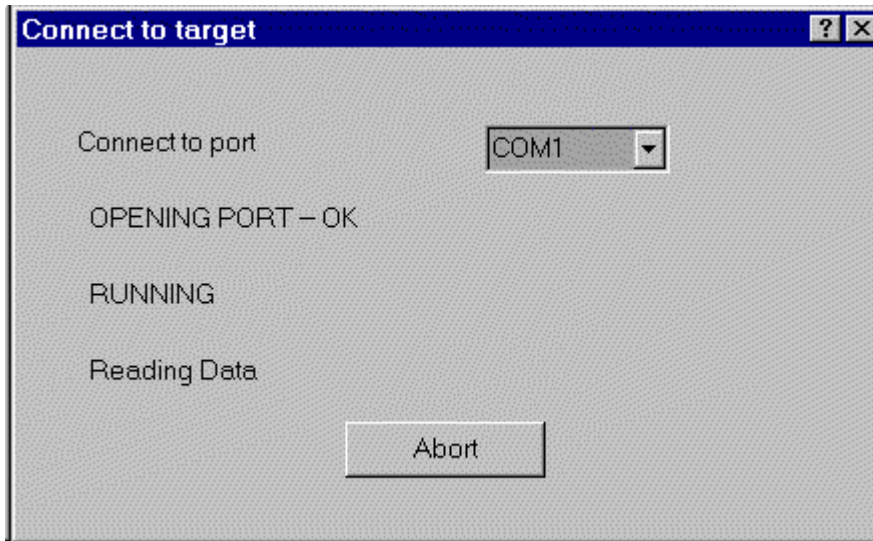 Connect to target
Connect to port COM1
OPENING PORT – OK
RUNNING
Reading Data
Abort